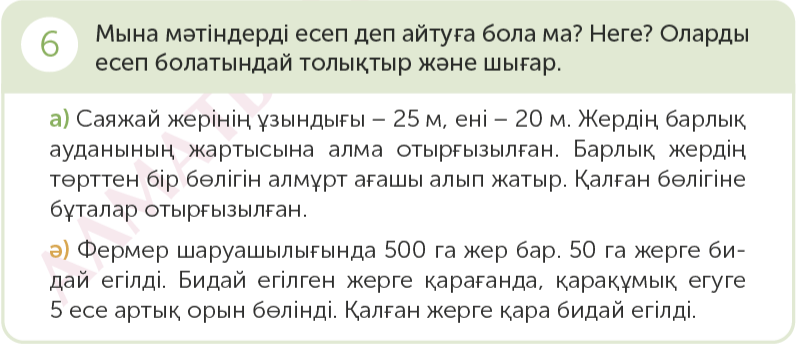 6
Мына мәтіндерді есеп деп айтуға бола ма? Неге? Оларды
есеп болатындай толықтыр және шығар.
а) Саяжай жерінің ұзындығы – 25 м, ені – 20 м. Жердің барлық
ауданының жартысына алма отырғызылған. Барлық жердің
төрттен бір бөлігін алмұрт ағашы алып жатыр. Қалған бөлігіне
бұталар отырғызылған.
ә) Фермер шаруашылығында 500 га жер бар. 50 га жерге би-
дай егілді. Бидай егілген жерге қарағанда, қарақұмық егуге
5 есе артық орын бөлінді. Қалған жерге қара бидай егілді.